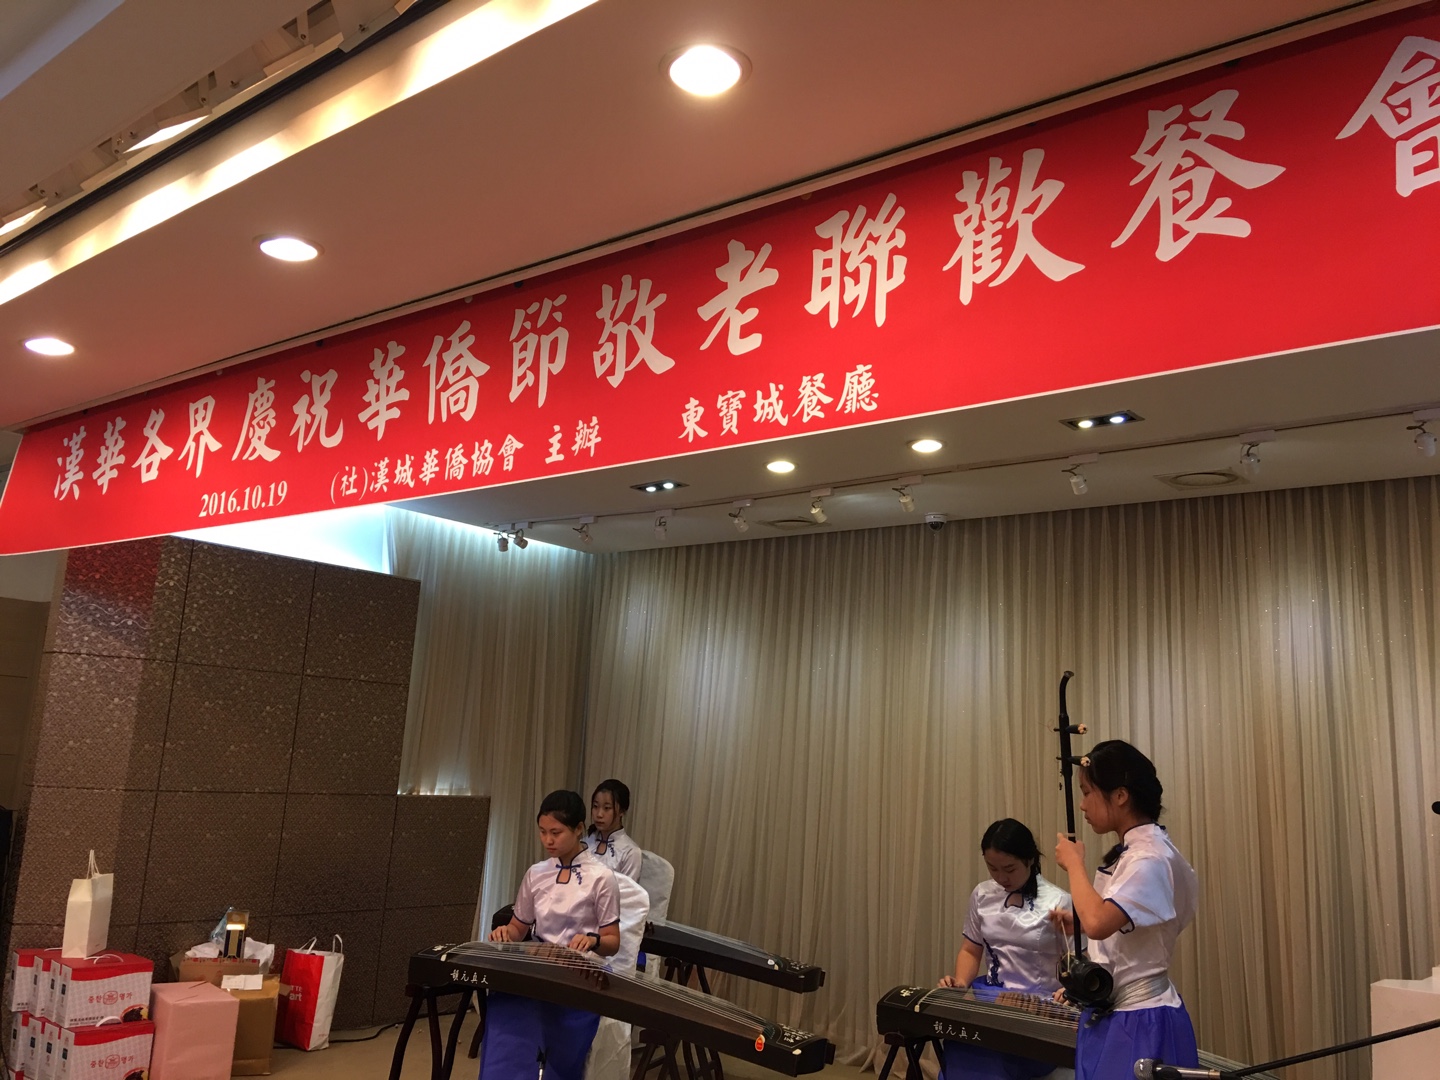 漢華各界慶祝華僑節敬老聯歡餐會
2016.10.19 (社)漢城華僑協會 主辦 東寶城餐廳